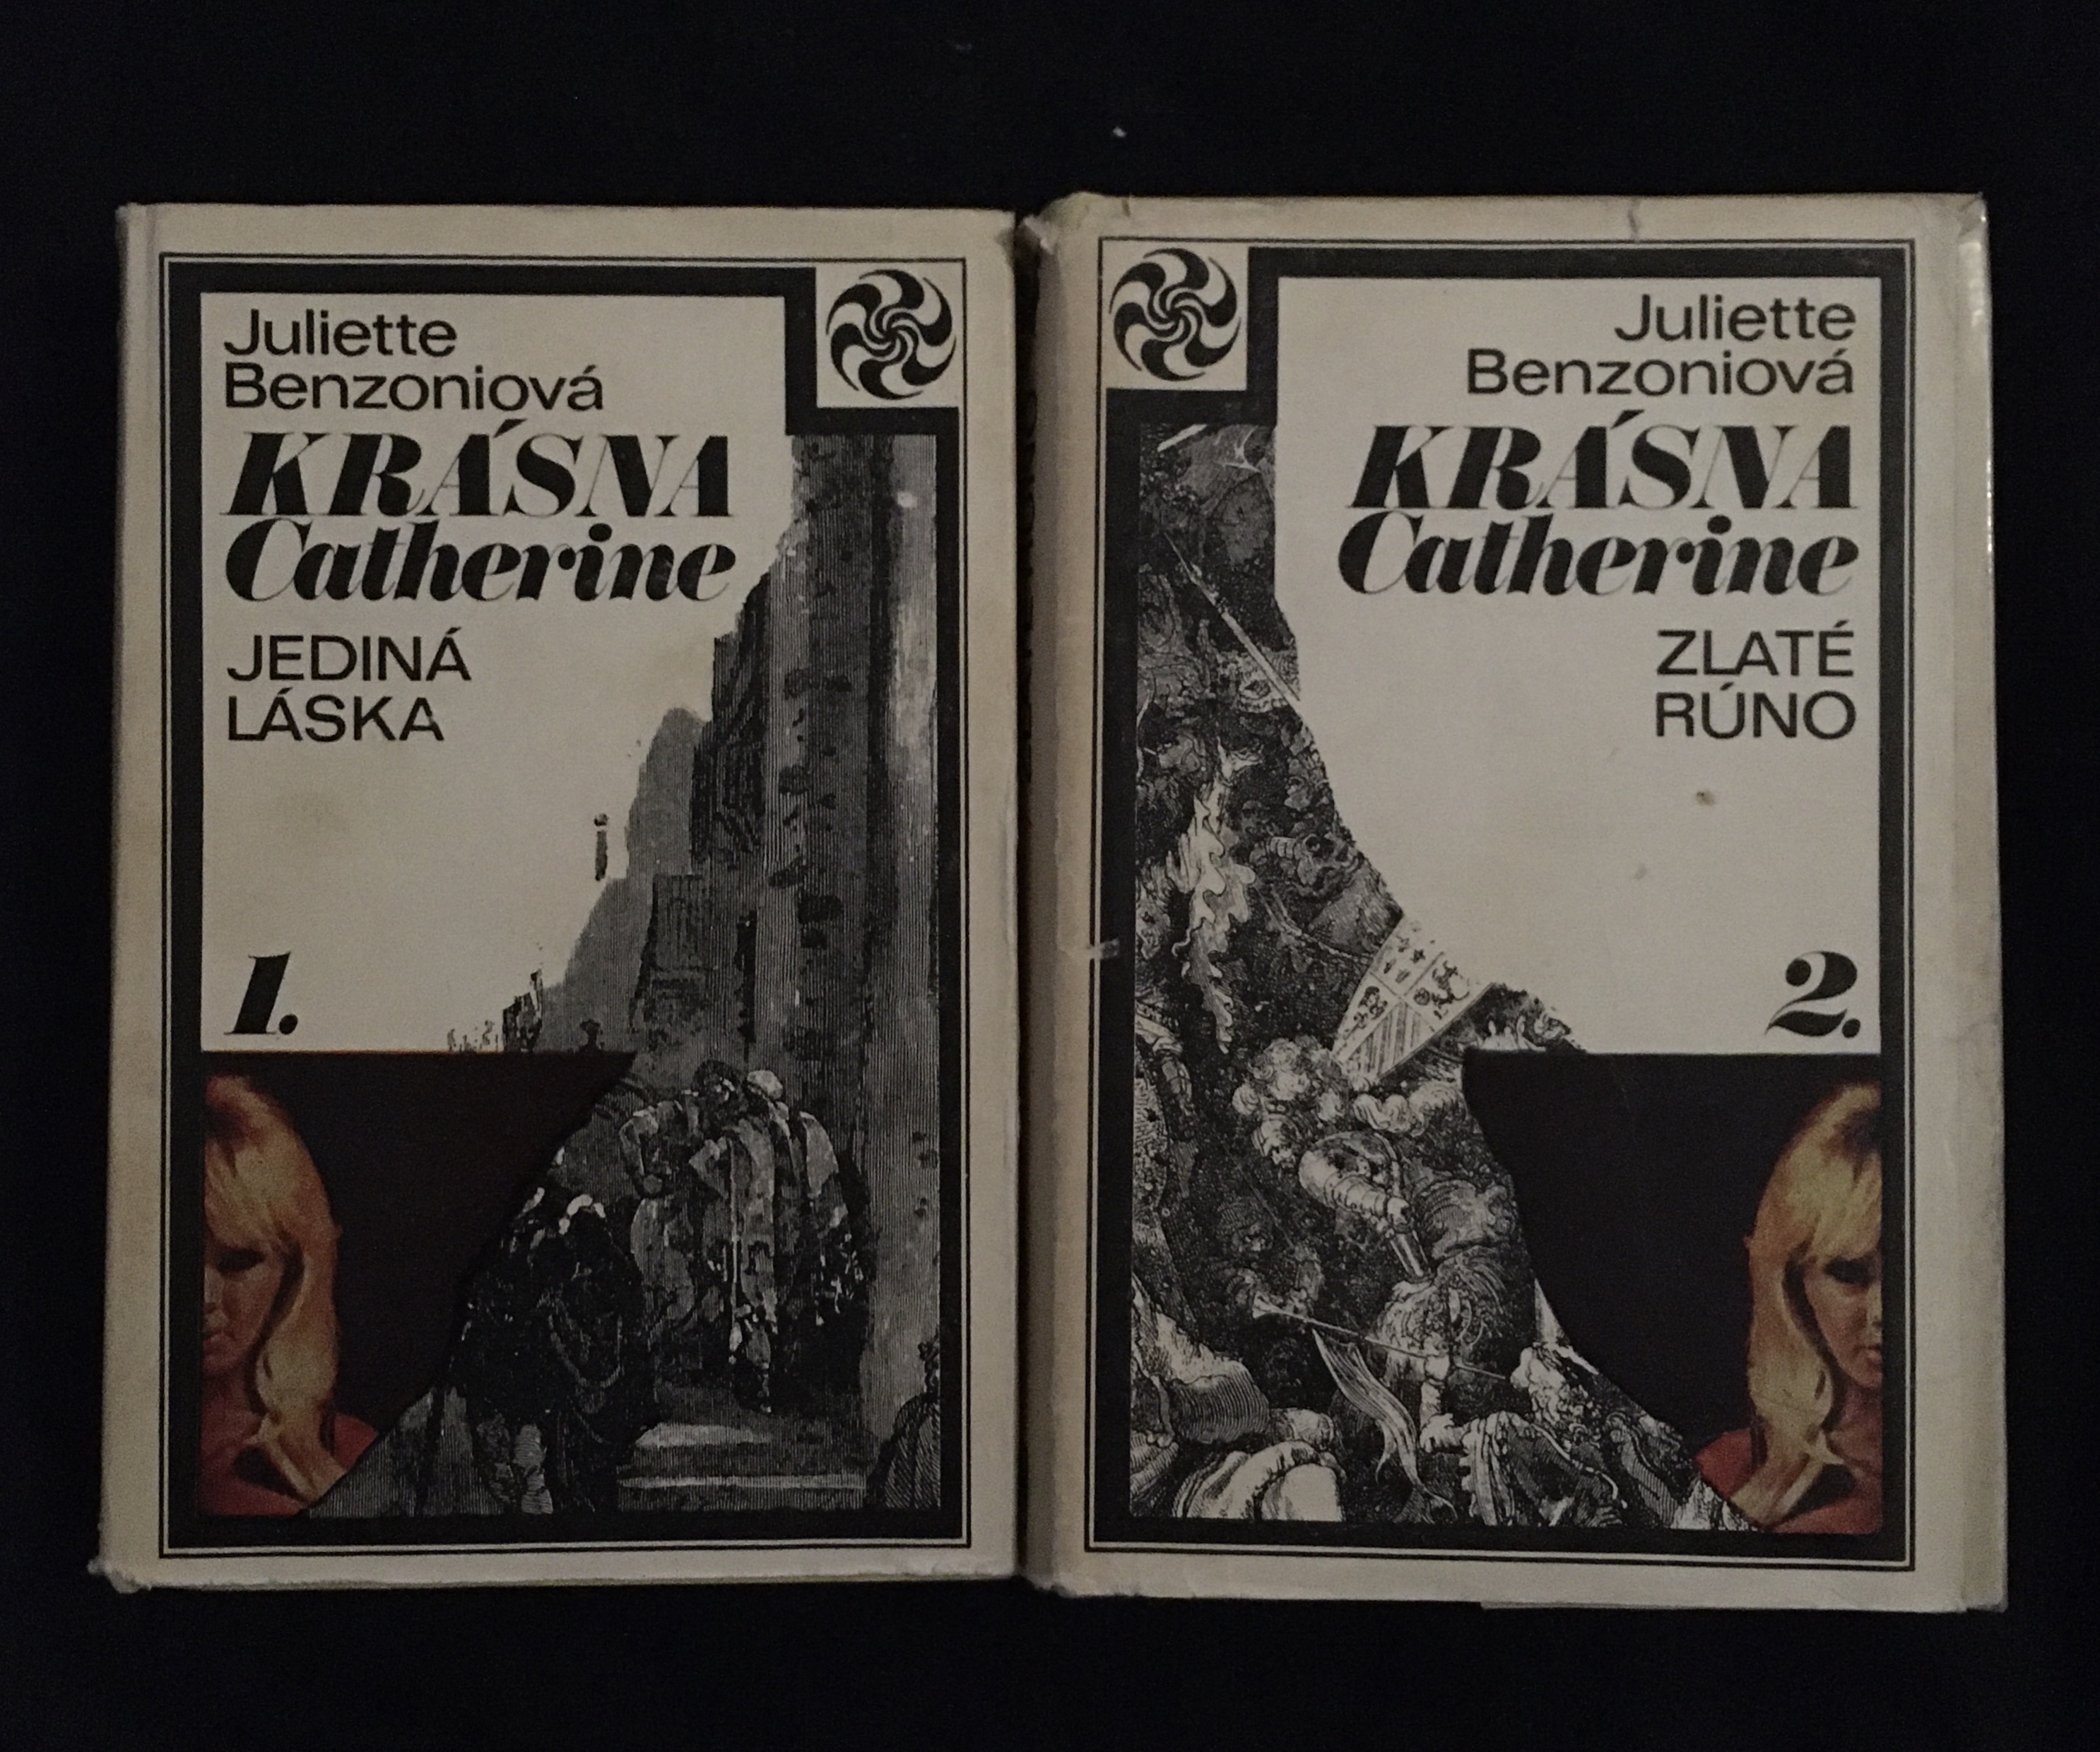 Juliette
Benzoniová
KRÁSNA
Catherine
JEDINÁ
LÁSKA
1.
Juliette
Benzoniová
KRÁSNA
Catherine
ZLATÉ
RÚNO
2.